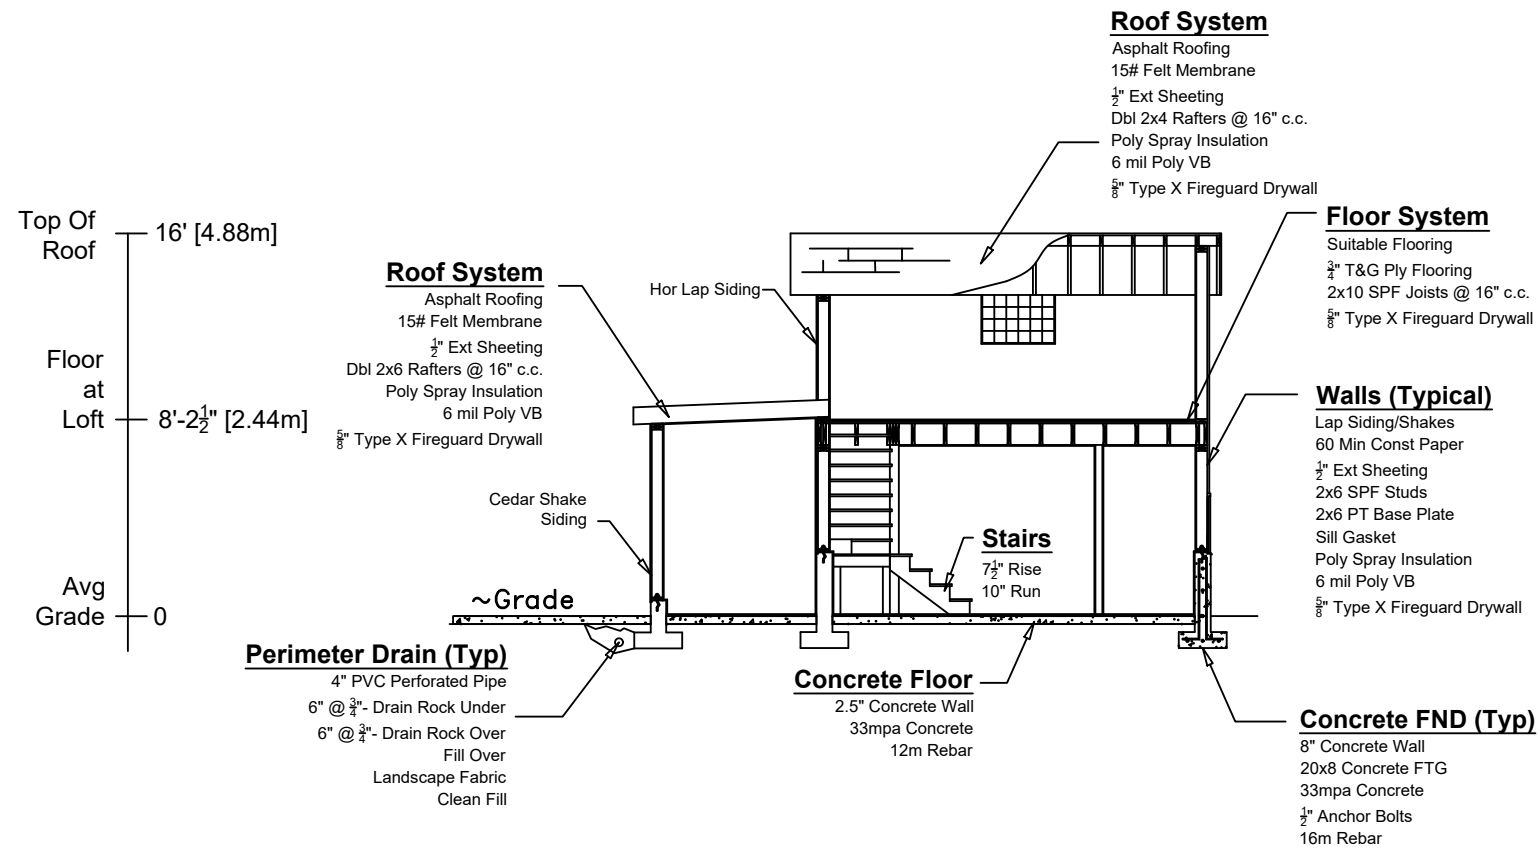 Roof System
Asphalt Roofing
15# Felt Membrane
1/2" Ext Sheeting
Dbl 2x4 Rafters @ 16" c.c.
Poly Spray Insulation
6 mil Poly VB
5/8" Type X Fireguard Drywall
Floor System
Suitable Flooring
3/4" T&G Ply Flooring
2x10 SPF Joists @ 16" c.c.
5/8" Type X Fireguard Drywall
Top Of
Roof
16' [4.88m]
Roof System
Asphalt Roofing
15# Felt Membrane
1/2" Ext Sheeting
Dbl 2x6 Rafters @ 16" c.c.
Poly Spray Insulation
6 mil Poly VB
5/8" Type X Fireguard Drywall
Hor Lap Siding
Floor
at
Loft
8'-2 1/2" [2.44m]
Walls (Typical)
Lap Siding/Shakes
60 Min Const Paper
1/2" Ext Sheeting
2x6 SPF Studs
2x6 PT Base Plate
Sill Gasket
Poly Spray Insulation
6 mil Poly VB
5/8" Type X Fireguard Drywall
Cedar Shake
Siding
Stairs
7 1/2" Rise
10" Run
Avg
Grade
0
~Grade
Perimeter Drain (Typ)
4" PVC Perforated Pipe
6" @ 3/4"- Drain Rock Under
6" @ 3/4"- Drain Rock Over
Fill Over
Landscape Fabric
Clean Fill
Concrete Floor
2.5" Concrete Wall
33mpa Concrete
12m Rebar
Concrete FND (Typ)
8" Concrete Wall
20x8 Concrete FTG
33mpa Concrete
1/2" Anchor Bolts
16m Rebar